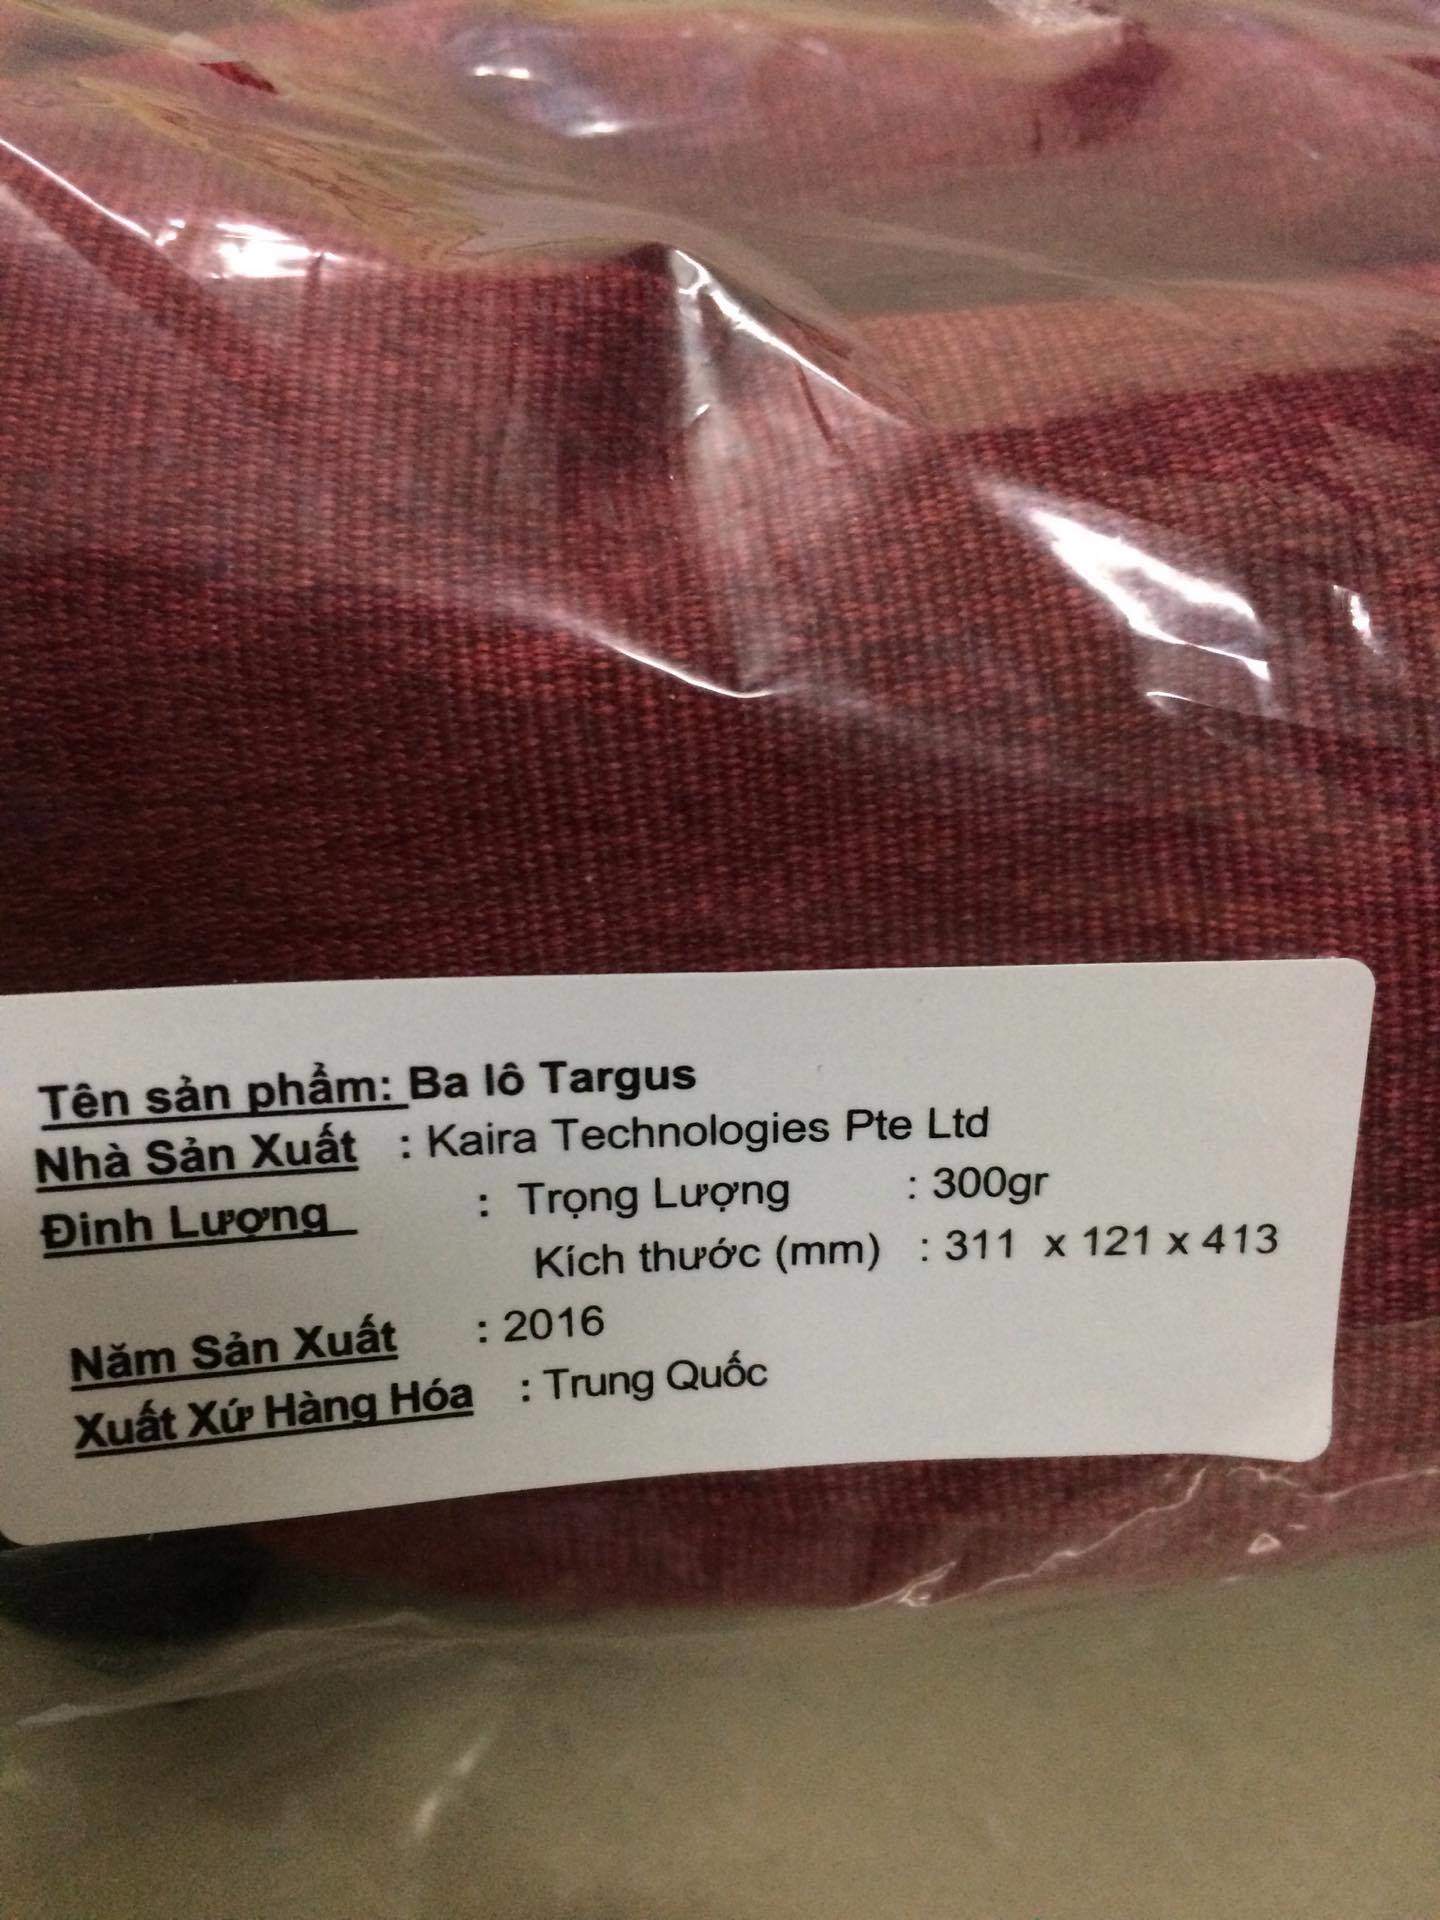 Tên sản phẩm: Ba lô Targus
Nhà Sản Xuất : Kaira Technologies Pte Ltd
Đinh Lượng : Trọng Lượng : 300gr
Kích thước (mm) : 311 x 121 x 413
Năm Sản Xuất : 2016
Xuất Xứ Hàng Hóa : Trung Quốc